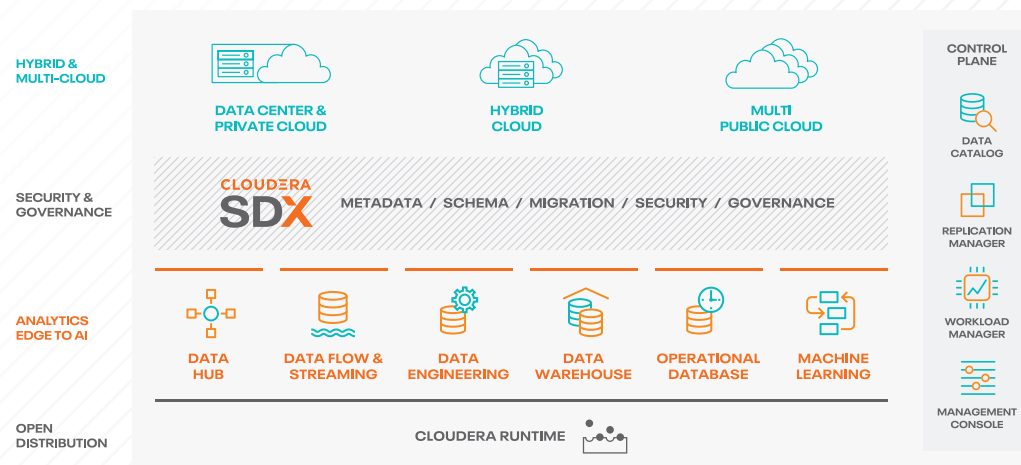 HYBRID &
MULTI-CLOUD
DATA CENTER &
PRIVATE CLOUD
HYBRID
CLOUD
MULTI
PUBLIC CLOUD
SECURITY &
GOVERNANCE
CLOUDERA
SDX
METADATA / SCHEMA / MIGRATION / SECURITY / GOVERNANCE
ANALYTICS
EDGE TO AI
DATA
HUB
DATA FLOW &
STREAMING
DATA
ENGINEERING
DATA
WAREHOUSE
OPERATIONAL
DATABASE
MACHINE
LEARNING
OPEN
DISTRIBUTION
CLOUDERA RUNTIME
CONTROL
PLANE
DATA
CATALOG
REPLICATION
MANAGER
WORKLOAD
MANAGER
MANAGEMENT
CONSOLE